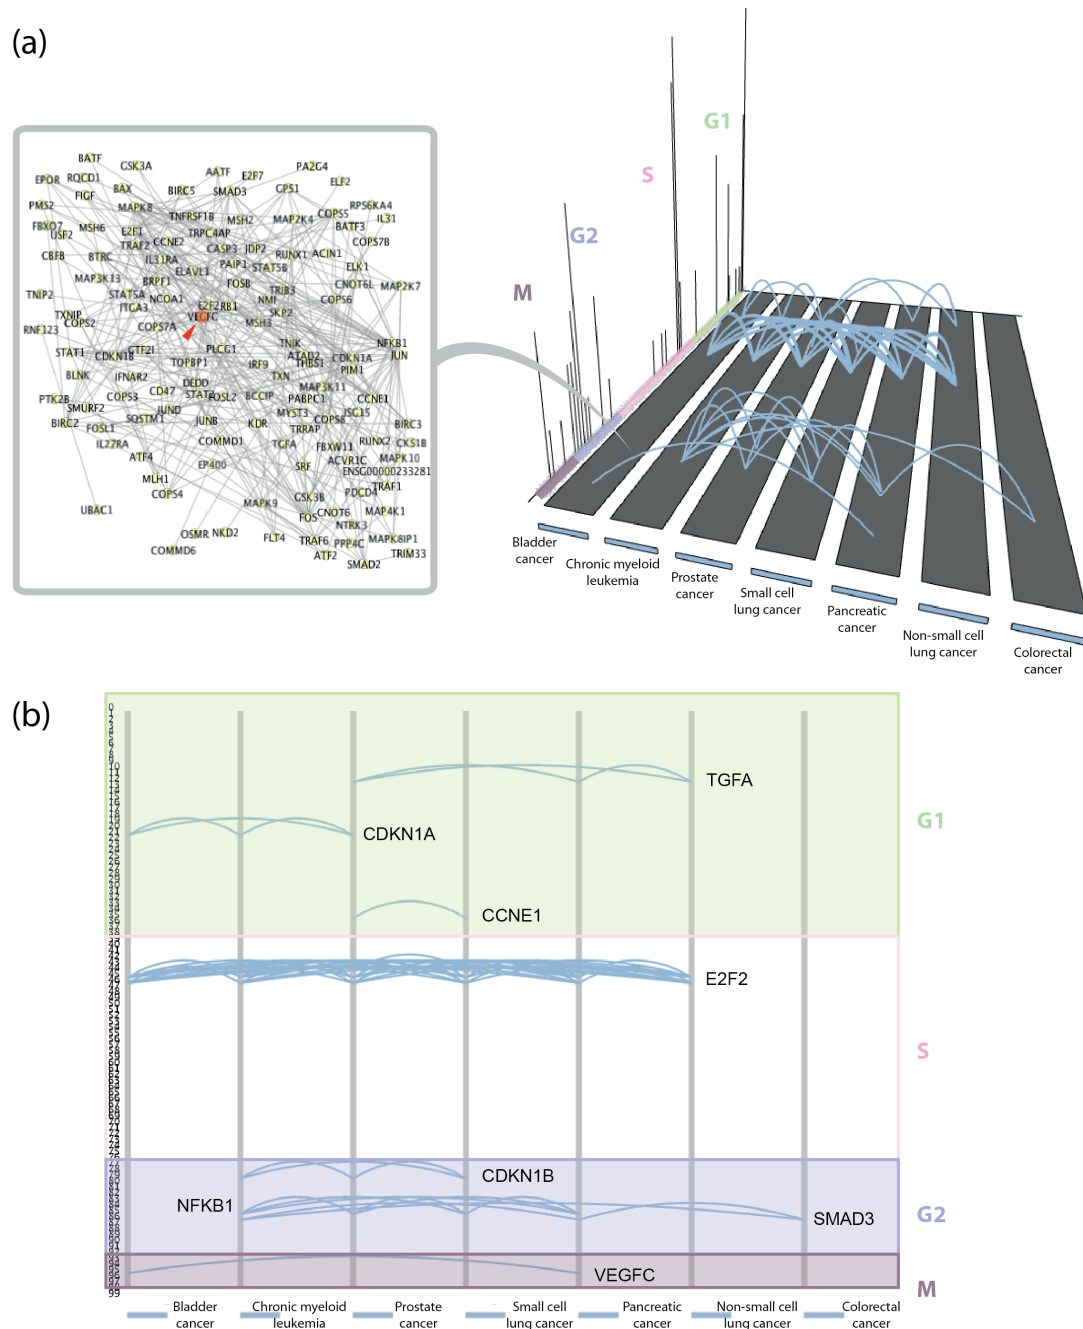 (a)
BATF
GSK3A
AATF
E2F7
PA2G4
EPOR
RQCD1
BAX
BIRC5
SMAD3
GPS1
ELF2
FIGF
PMS2
MAPK8
TNFRSF1B
MSH2
MAP2K4
COPS5
RPS6KA4
IL31
FBXO7
USF2
MSH6
E2F1
TRPC4AP
BATF3
TRAF2
CCNE2
CASP3
JDP2
RUNX1
ACIN1
COPS7B
CBFB
BTRC
IL31RA
ELAVL1
PAIP1
STAT5B
ELK1
MAP3K13
BRPF1
FOSB
CNOT6L
MAP2K7
TNIP2
STAT5A
NCOA1
TRIB3
NMI
COPS6
ITGA3
E2F2
RB1
SKP2
TXNIP
COPS2
VEGFC
MSH3
RNF123
COPS7A
NFKB1
STAT1
CDKN1B
GTF2I
PLCG1
TNIK
ATAD2
CDKN1A
JUN
TOPBP1
IRF9
THBS1
PIM1
BLNK
IFNAR2
DEDD
TXN
MAP3K11
PTK2B
COPS3
CD47
FOSL2
BCCIP
PABPC1
CCNE1
SMURF2
JUND
MYST3
ISG15
BIRC2
FOSL1
SOSTM1
JUNB
KDR
TRRAP
COPS8
BIRC3
IL27RA
COMMD1
TGFA
FBXW11
RUNX2
CKS1B
ATF4
EP400
SRF
ACVR1C
MAPK10
ENSG00000233281
MLH1
COPS4
GSK3B
PDCD4
TRAF1
UBAC1
MAPK9
FOS
CNOT6
MAP4K1
NTRK3
OSMR
NKD2
FLT4
TRAF6
PPP4C
MAPK8IP1
COMMD6
ATF2
TRIM33
SMAD2
G1
S
G2
M
Bladder
cancer
Chronic myeloid
leukemia
Prostate
cancer
Small cell
lung cancer
Pancreatic
cancer
Non-small cell
lung cancer
Colorectal
cancer
(b)
TGFA
CDKN1A
CCNE1
G1
E2F2
S
CDKN1B
NFKB1
SMAD3
G2
VEGFC
M
99
Bladder
cancer
Chronic myeloid
leukemia
Prostate
cancer
Small cell
lung cancer
Pancreatic
cancer
Non-small cell
lung cancer
Colorectal
cancer